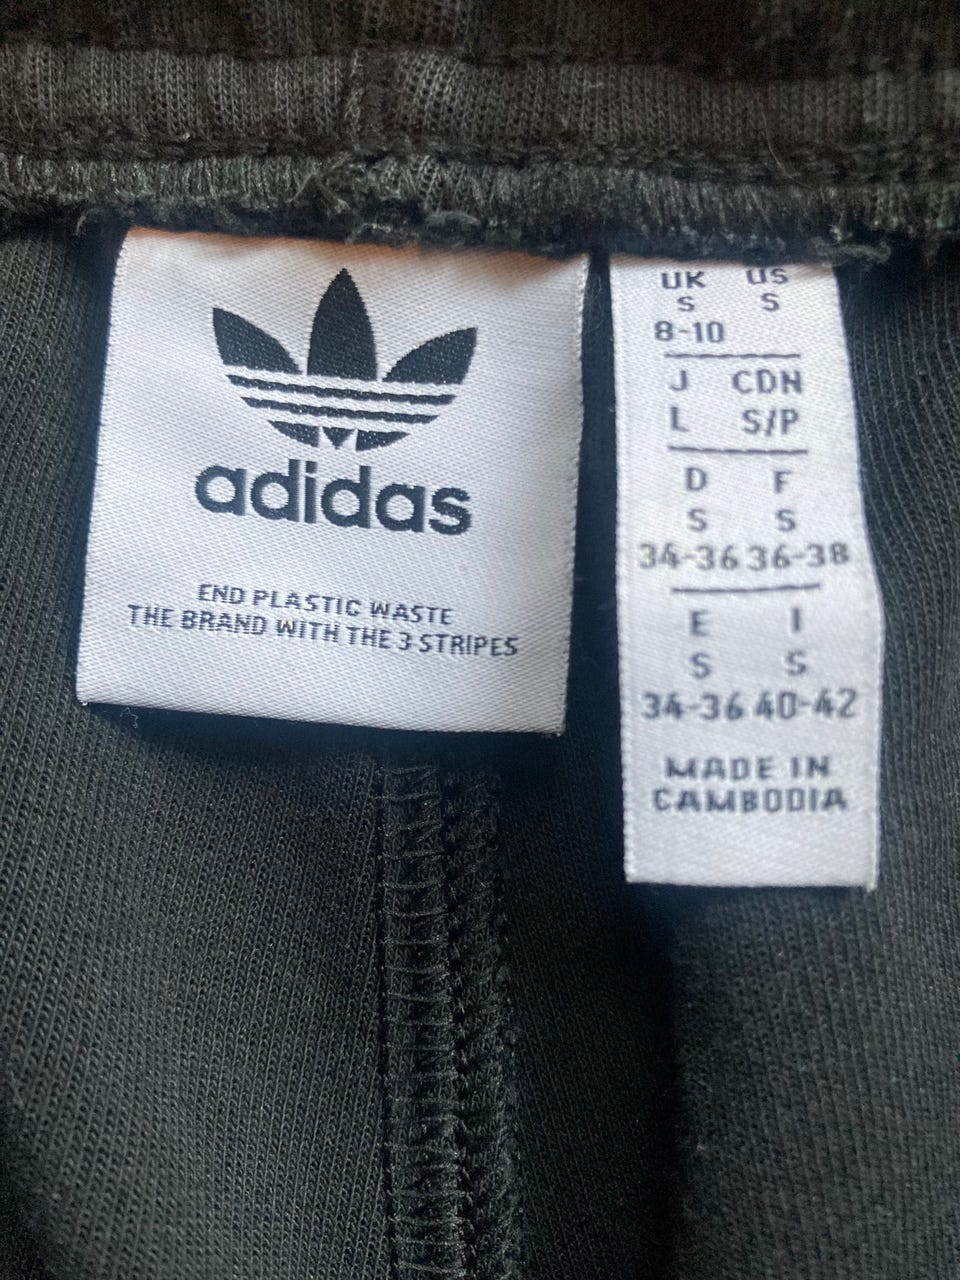 adidas
END PLASTIC WASTE
THE BRAND WITH THE 3 STRIPES
UK US
S S
8-10
J CDN
L S/P
D F
S S
34-36 36-38
E I
S S
34-36 40-42
MADE IN
CAMBODIA